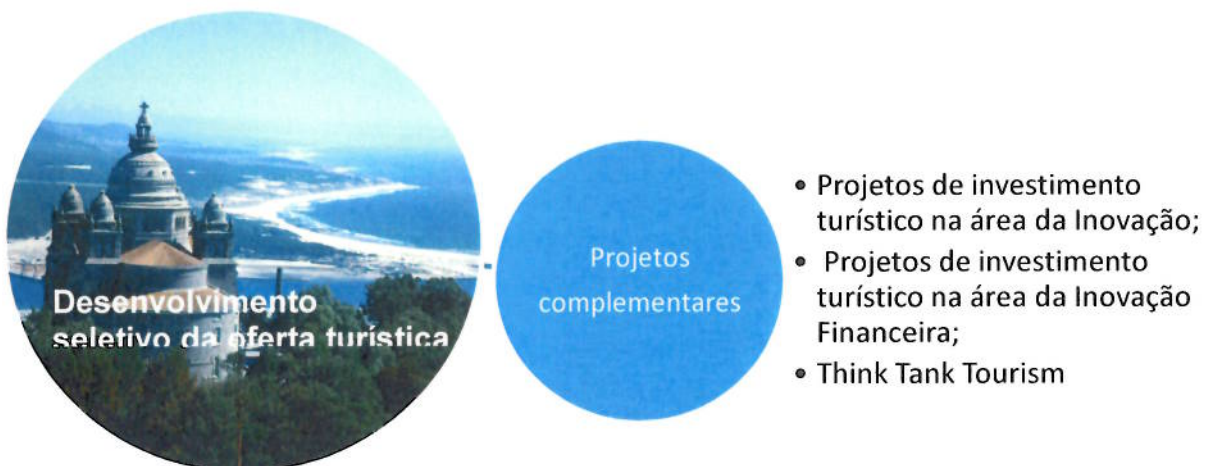 Desenvolvimento
seletivo da oferta turística
Projetos
complementares
• Projetos de investimento
turístico na área da Inovação;
• Projetos de investimento
turístico na área da Inovação
Financeira;
• Think Tank Tourism